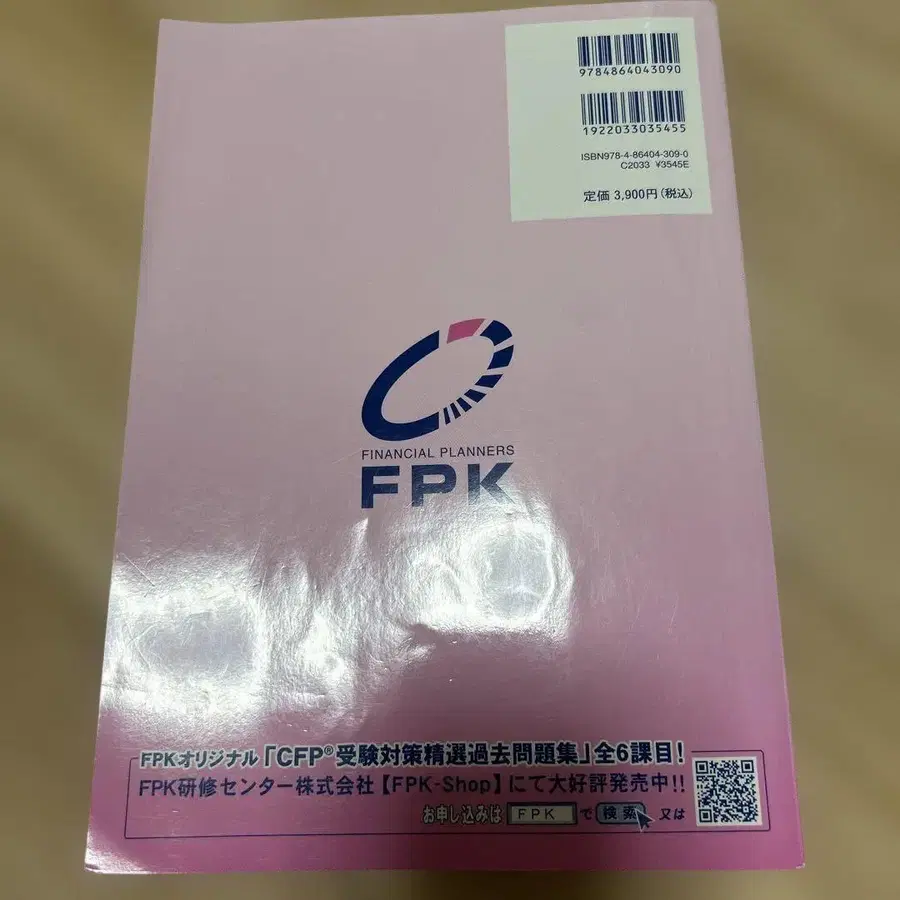 9784864043090
1922033035455
ISBN978-4-86404-309-0
C2033 ¥3545E
定価 3,900円(税込)
FINANCIAL PLANNERS
FPK
FPKオリジナル「CFP®受験対策精選過去問題集」全6課目!
FPK研修センター株式会社【FPK-Shop】にて大好評発売中!!
お申し込みは FPK で 検索 又は